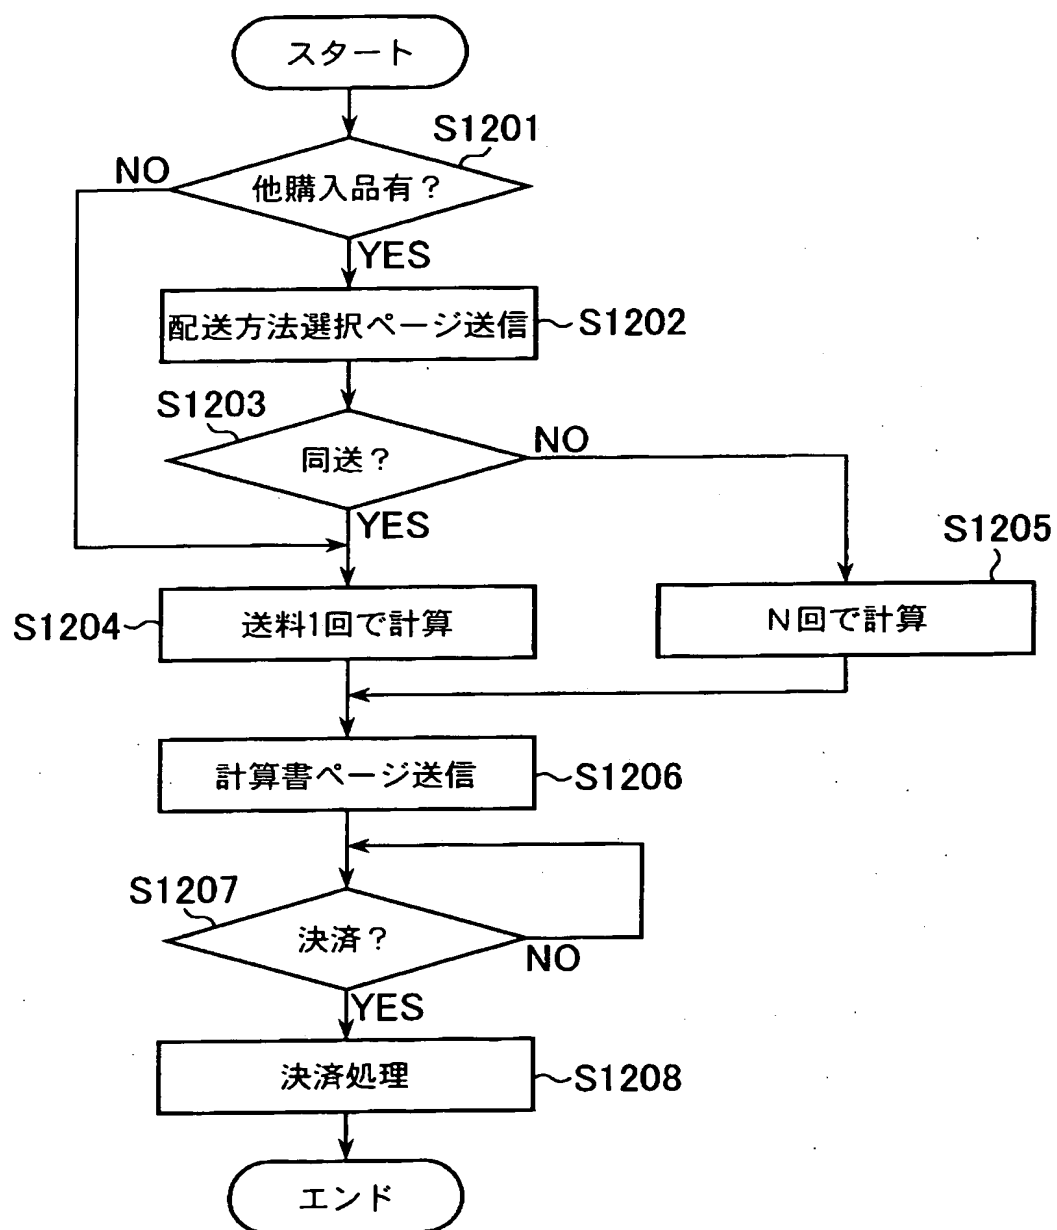 スタート
S1201
NO
他購入品有？
YES
配送方法選択ページ送信
S1202
S1203
同送？
NO
YES
S1205
S1204
送料1回で計算
N回で計算
計算書ページ送信
S1206
S1207
決済？
NO
YES
決済処理
S1208
エンド